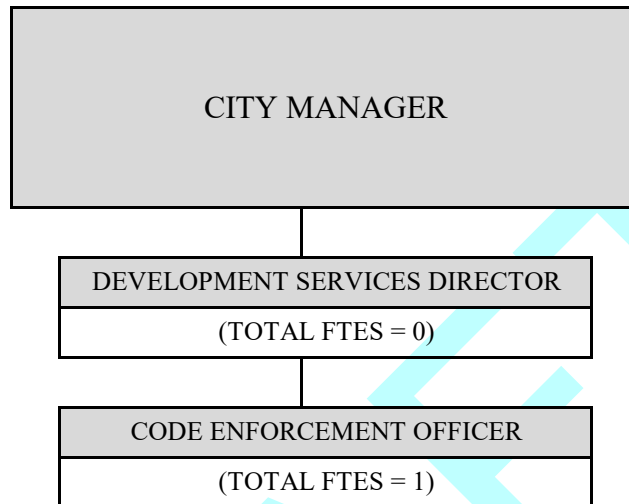 CITY MANAGER
DEVELOPMENT SERVICES DIRECTOR
(TOTAL FTES = 0)
CODE ENFORCEMENT OFFICER
(TOTAL FTES = 1)